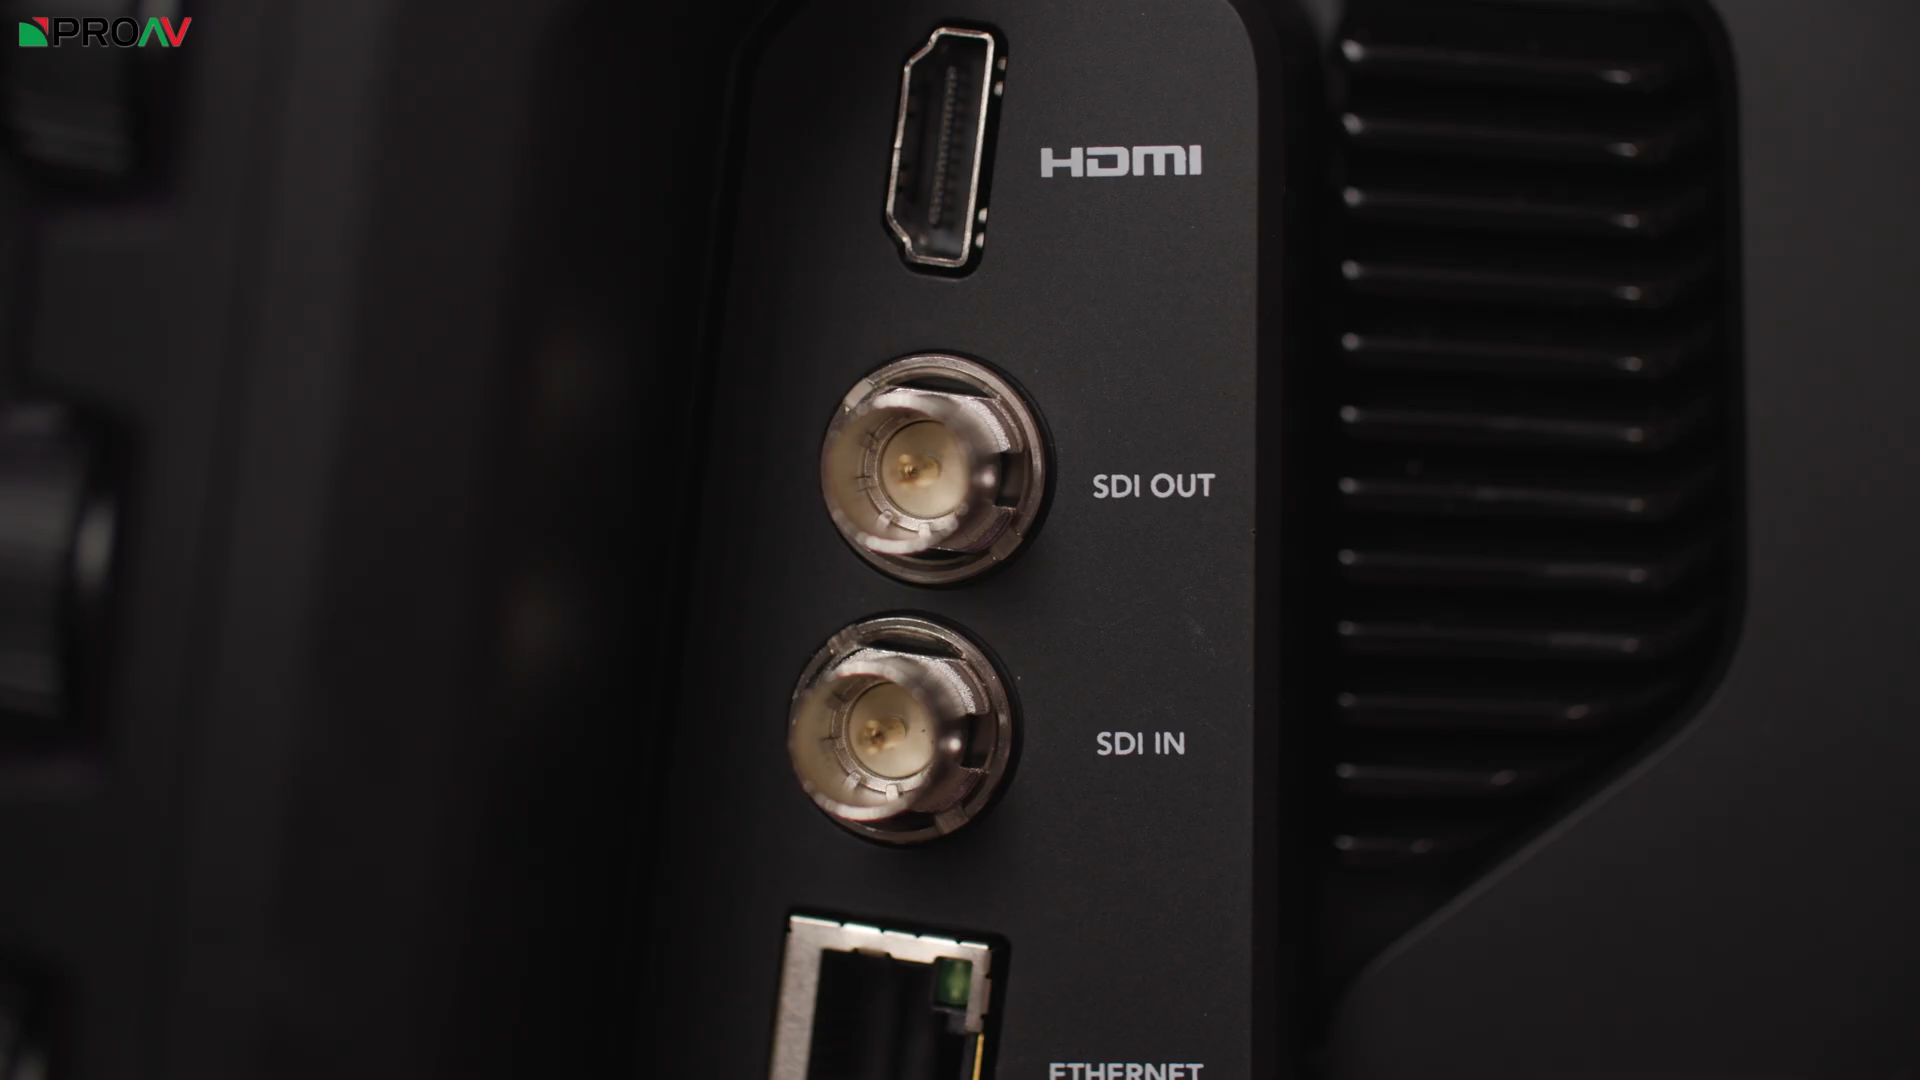 PROAV
HDMI
SDI OUT
SDI IN
ETHERNET